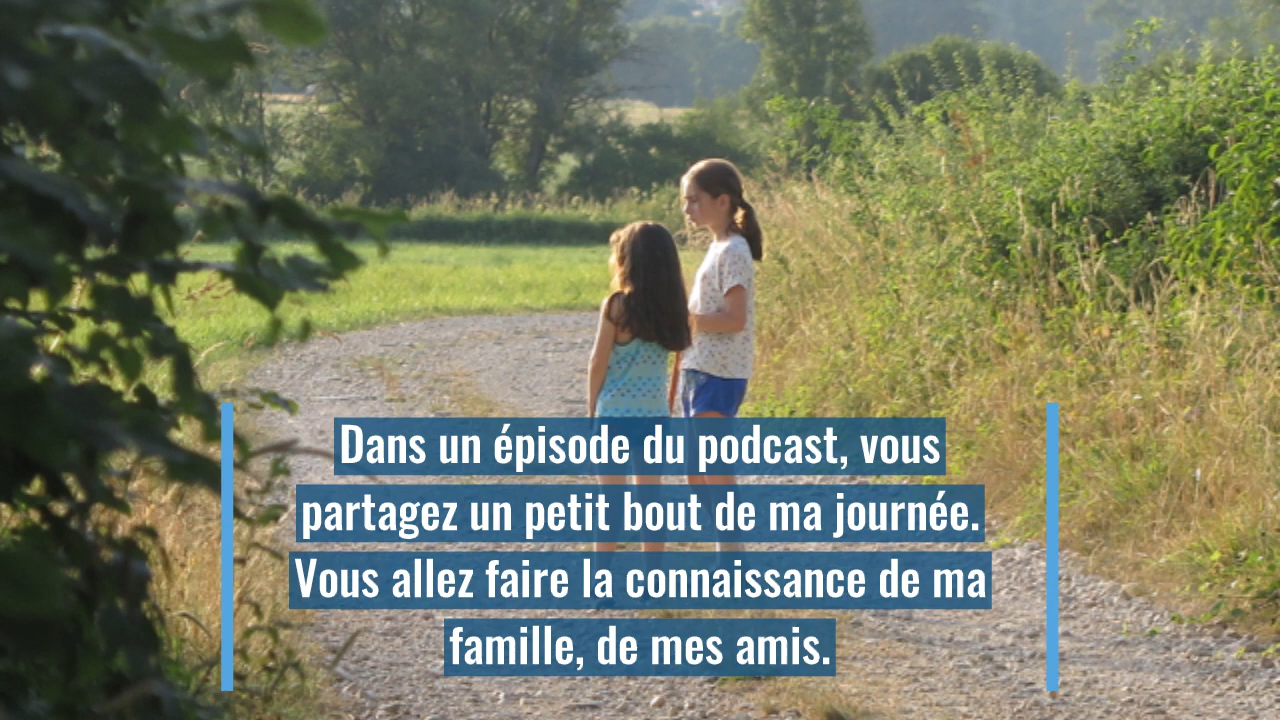 Dans un épisode du podcast, vous
partagez un petit bout de ma journée.
Vous allez faire la connaissance de ma
famille, de mes amis.